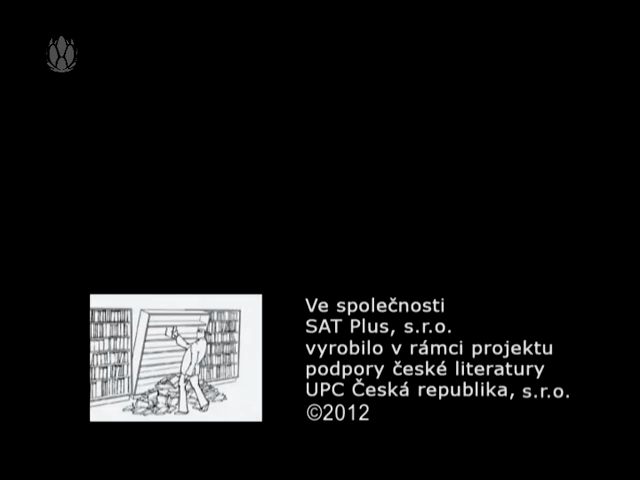 Ve společnosti
SAT Plus, s.r.o.
vyrobilo v rámci projektu
podpory české literatury
UPC Česká republika, s.r.o.
©2012